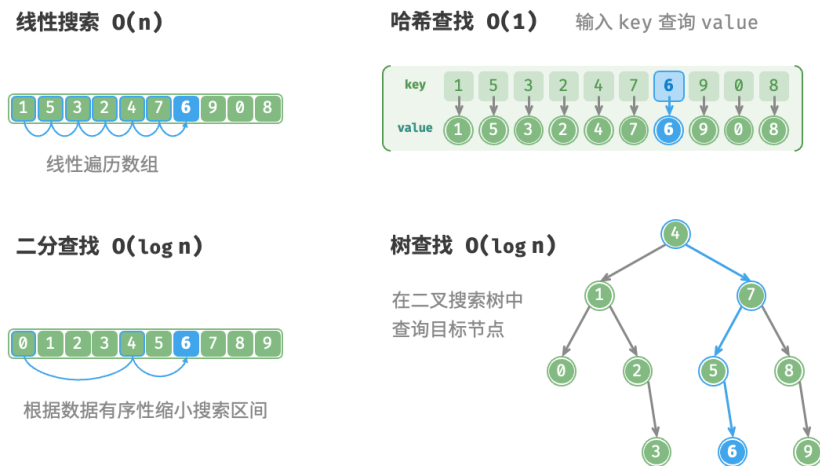 线性搜索 O(n)
1 5 3 2 4 7 6 9 0 8
线性遍历数组
哈希查找 O(1) 输入 key 查询 value
key 1 5 3 2 4 7 6 9 0 8
value 1 5 3 2 4 7 6 9 0 8
二分查找 O(log n)
0 1 2 3 4 5 6 7 8 9
根据数据有序性缩小搜索区间
树查找 O(log n)
在二叉搜索树中
查询目标节点
4
1 7
0 2 5 8
3 6 9